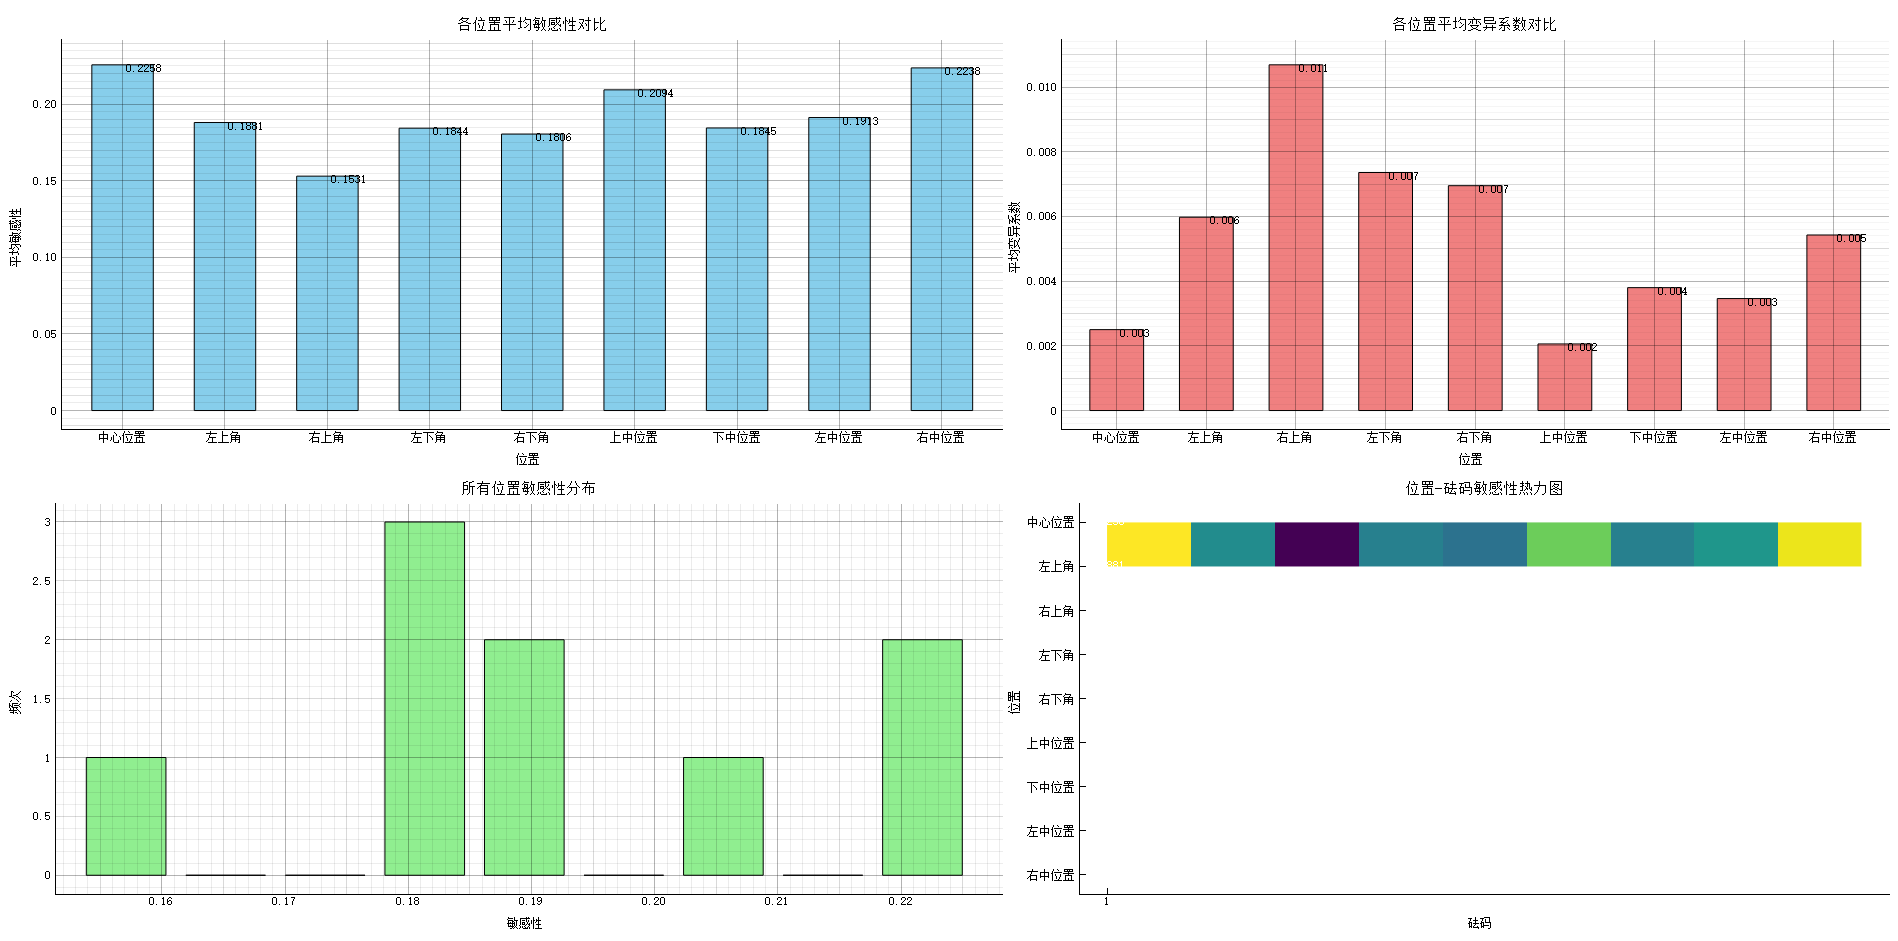 各位置平均敏感性对比
平均敏感性
0.20
0.15
0.10
0.05
0
0.2258
0.1881
0.1531
0.1844
0.1806
0.2094
0.1845
0.1913
0.2238
中心位置
左上角
右上角
左下角
右下角
上中位置
下中位置
左中位置
右中位置
位置
各位置平均变异系数对比
平均变异系数
0.010
0.008
0.006
0.004
0.002
0
0.003
0.006
0.011
0.007
0.007
0.002
0.004
0.003
0.005
中心位置
左上角
右上角
左下角
右下角
上中位置
下中位置
左中位置
右中位置
位置
所有位置敏感性分布
频次
3
2.5
2
1.5
1
0.5
0
0.16
0.17
0.18
0.19
0.20
0.21
0.22
敏感性
位置-砝码敏感性热力图
位置
中心位置
左上角
右上角
左下角
右下角
上中位置
下中位置
左中位置
右中位置
1
砝码